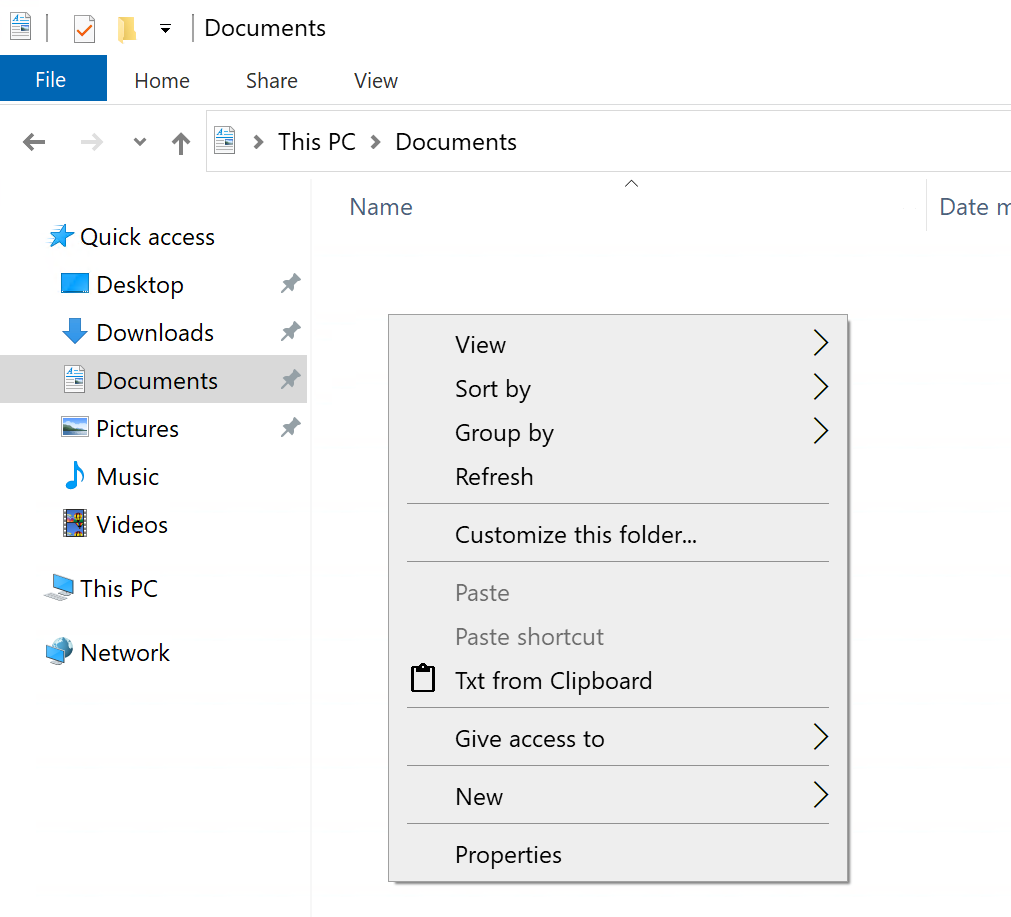 Documents
File Home Share View
This PC Documents
Name Date m
Quick access
Desktop
Downloads
Documents
Pictures
Music
Videos
This PC
Network
View
Sort by
Group by
Refresh
Customize this folder...
Paste
Paste shortcut
Txt from Clipboard
Give access to
New
Properties